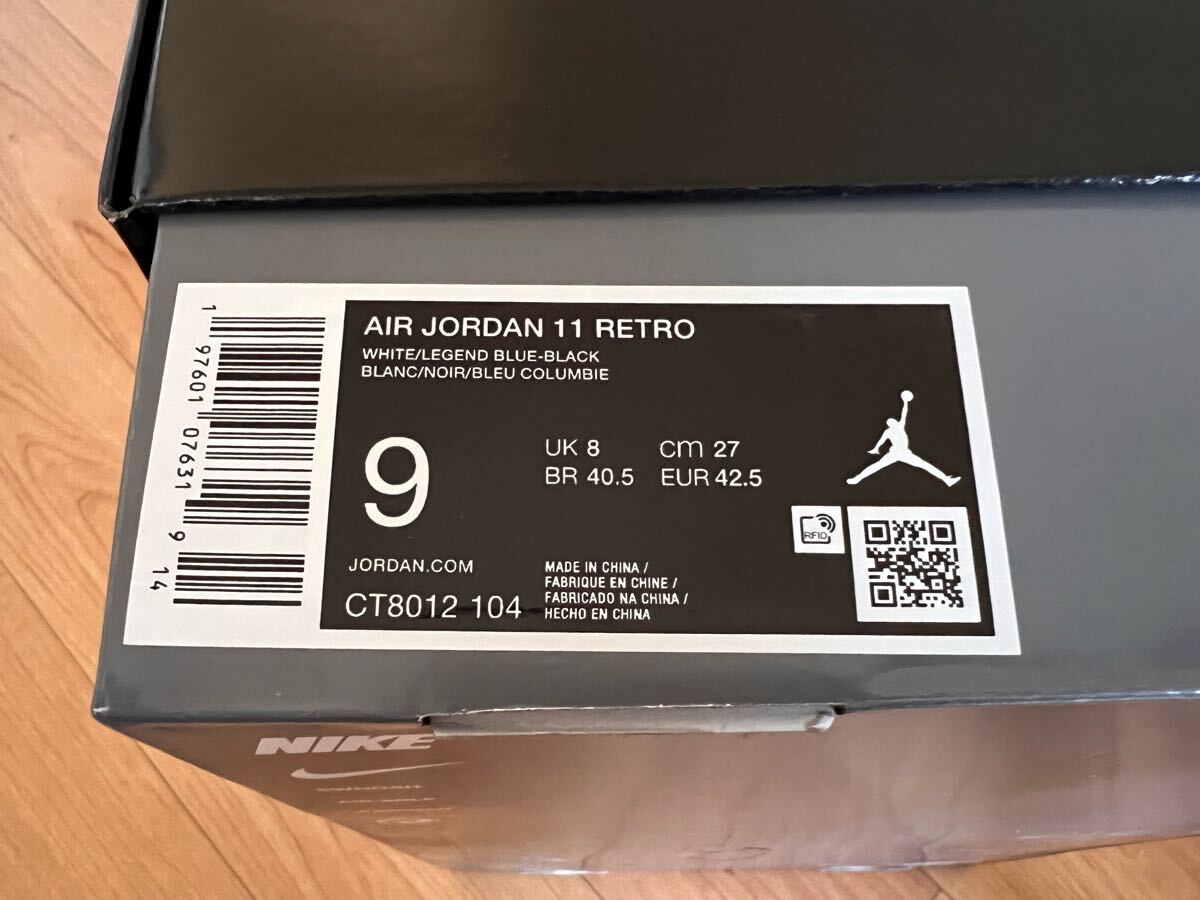 AIR JORDAN 11 RETRO
WHITE/LEGEND BLUE-BLACK
BLANC/NOIR/BLEU COLUMBIE
9
UK 8 cm 27
BR 40.5 EUR 42.5
JORDAN.COM
CT8012 104
MADE IN CHINA /
FABRIQUE EN CHINE /
FABRICADO NA CHINA /
HECHO EN CHINA
RFID
1 97601 07631 9 14
NIKE
SWOOSH